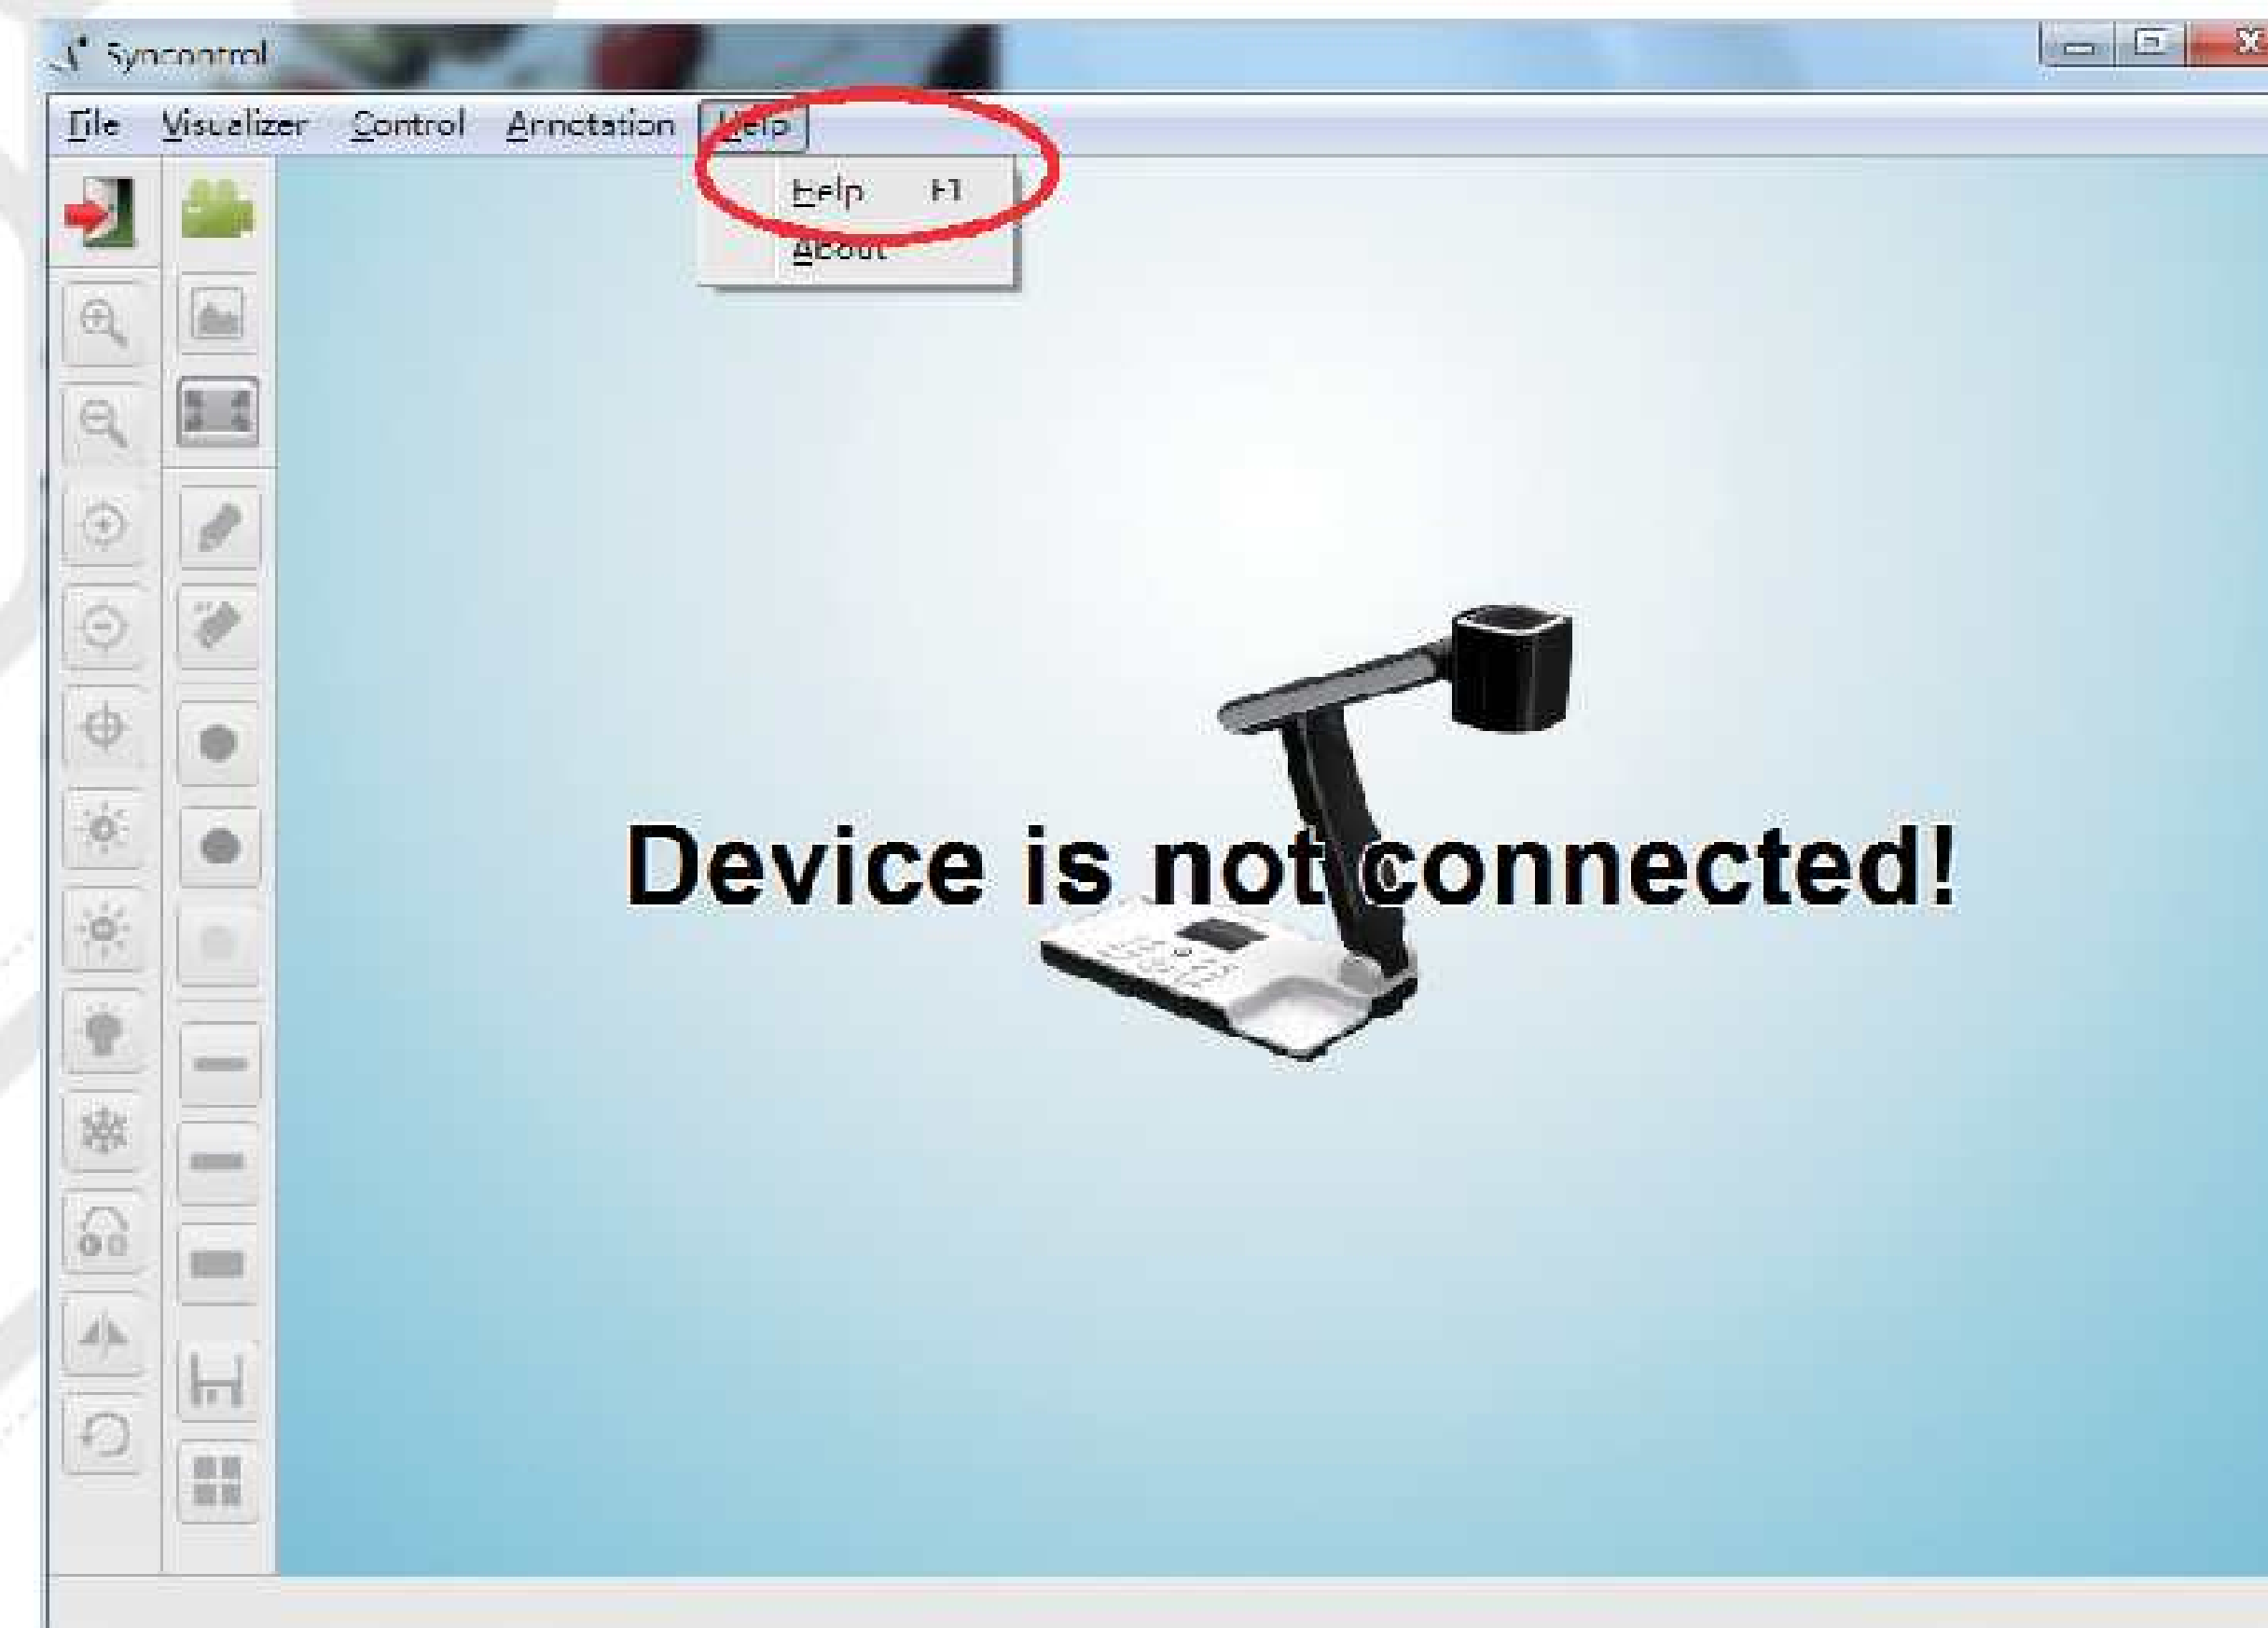 Syncontrol
File Visualizer Control Annotation Help
Help F1
About
Device is not connected!